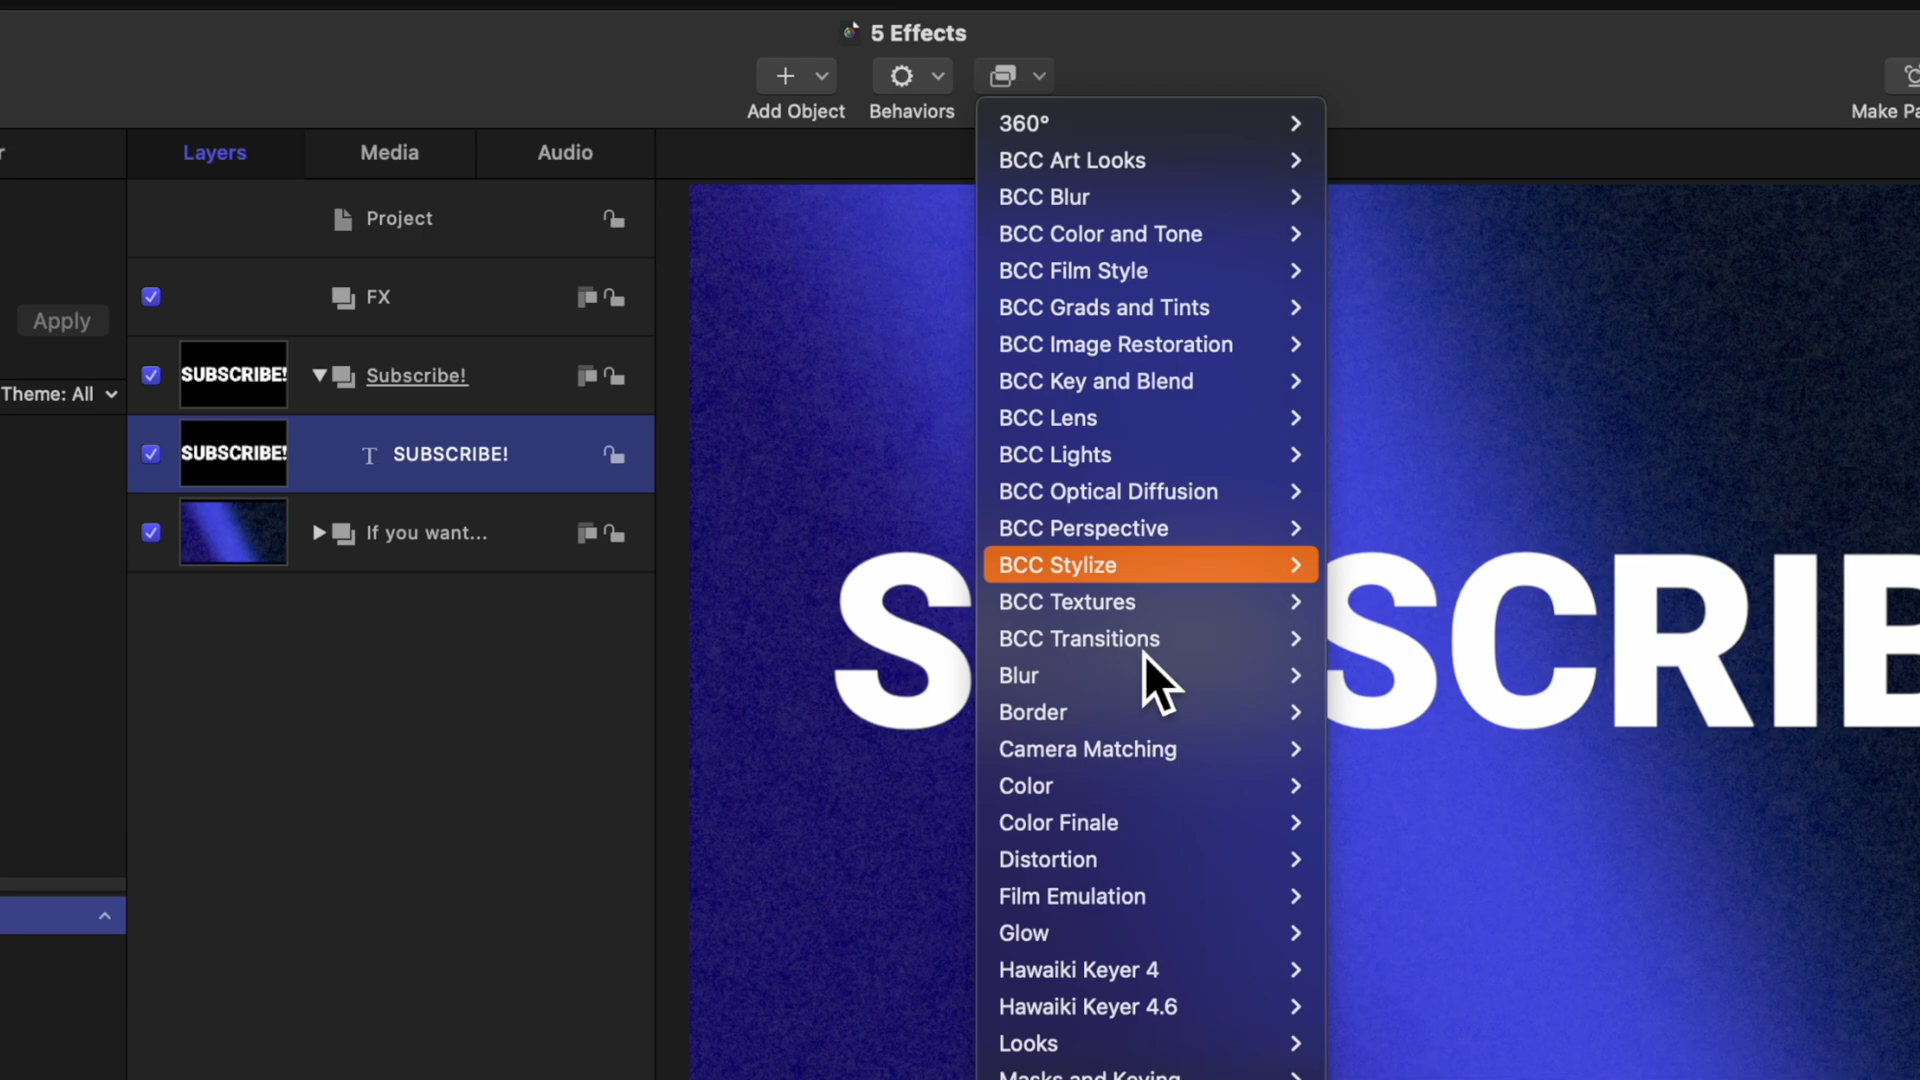 5 Effects
Add Object
Behaviors
Make Pa
r
Layers
Media
Audio
Project
FX
Apply
SUBSCRIBE!
Subscribe!
Theme: All
SUBSCRIBE!
SUBSCRIBE!
If you want...
360°
BCC Art Looks
BCC Blur
BCC Color and Tone
BCC Film Style
BCC Grads and Tints
BCC Image Restoration
BCC Key and Blend
BCC Lens
BCC Lights
BCC Optical Diffusion
BCC Perspective
BCC Stylize
BCC Textures
BCC Transitions
Blur
Border
Camera Matching
Color
Color Finale
Distortion
Film Emulation
Glow
Hawaiki Keyer 4
Hawaiki Keyer 4.6
Looks
Masks and Keying
S SCRIB